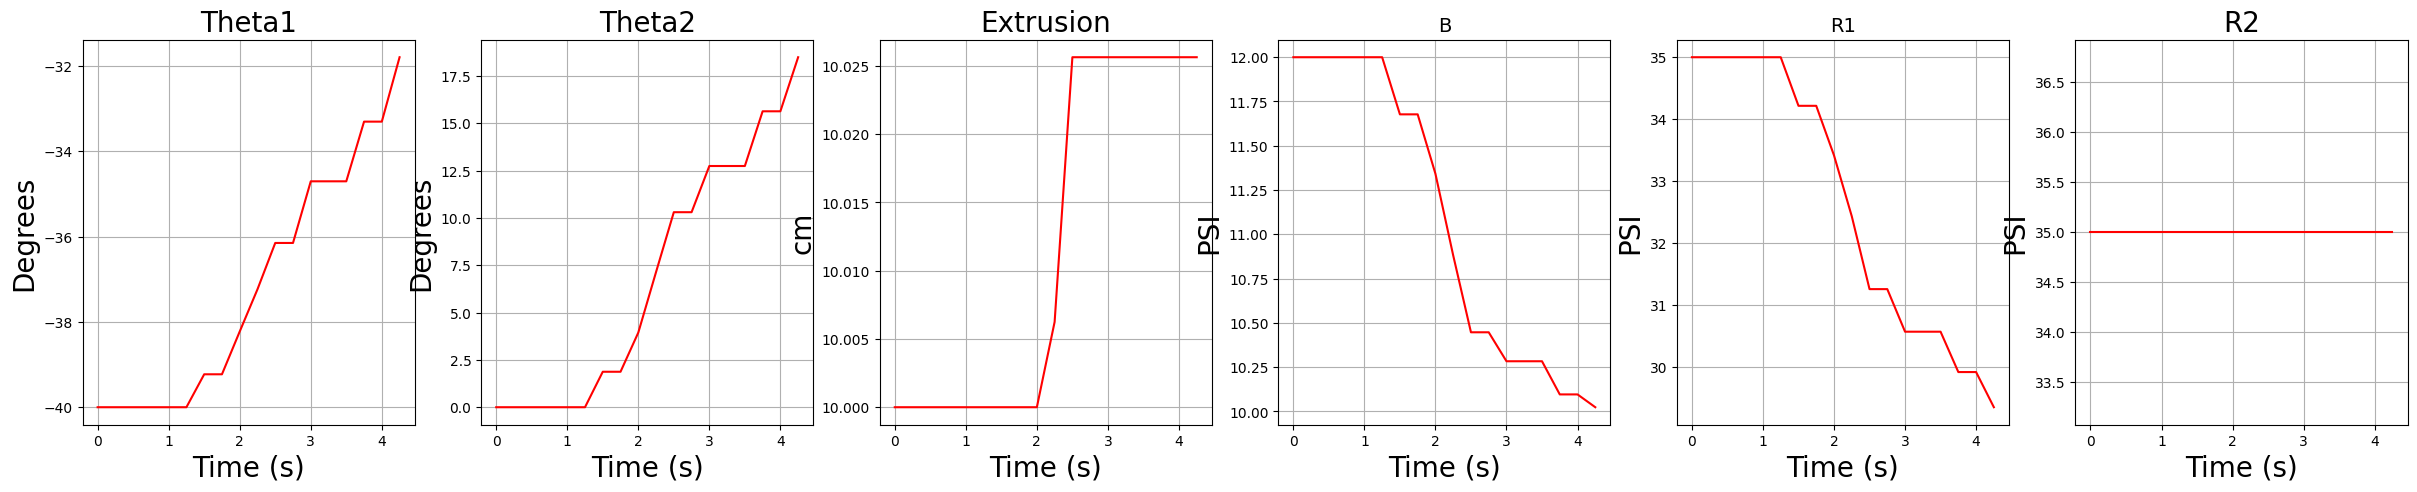 Theta1
Degrees
−32
−34
−36
−38
−40
0 1 2 3 4
Time (s)
Theta2
Degrees
17.5
15.0
12.5
10.0
7.5
5.0
2.5
0.0
0 1 2 3 4
Time (s)
Extrusion
cm
10.025
10.020
10.015
10.010
10.005
10.000
0 1 2 3 4
Time (s)
B
PSI
12.00
11.75
11.50
11.25
11.00
10.75
10.50
10.25
10.00
0 1 2 3 4
Time (s)
R1
PSI
35
34
33
32
31
30
0 1 2 3 4
Time (s)
R2
PSI
36.5
36.0
35.5
35.0
34.5
34.0
33.5
0 1 2 3 4
Time (s)